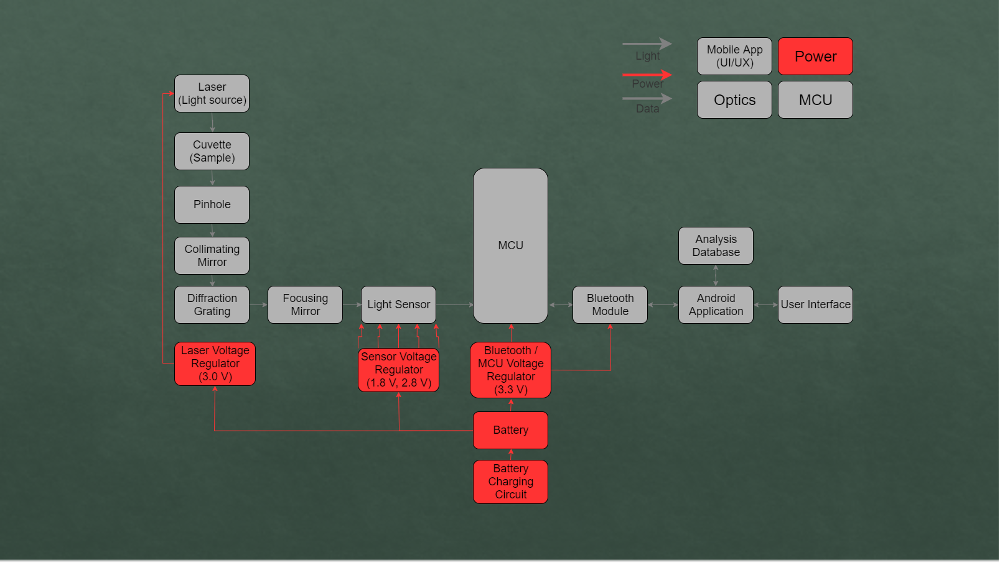 Light
Power
Data
Mobile App
(UI/UX)
Power
Optics
MCU
Laser
(Light source)
Cuvette
(Sample)
Pinhole
Collimating
Mirror
Diffraction
Grating
Focusing
Mirror
Light Sensor
MCU
Bluetooth
Module
Analysis
Database
Android
Application
User Interface
Laser Voltage
Regulator
(3.0 V)
Sensor Voltage
Regulator
(1.8 V, 2.8 V)
Bluetooth /
MCU Voltage
Regulator
(3.3 V)
Battery
Battery
Charging
Circuit